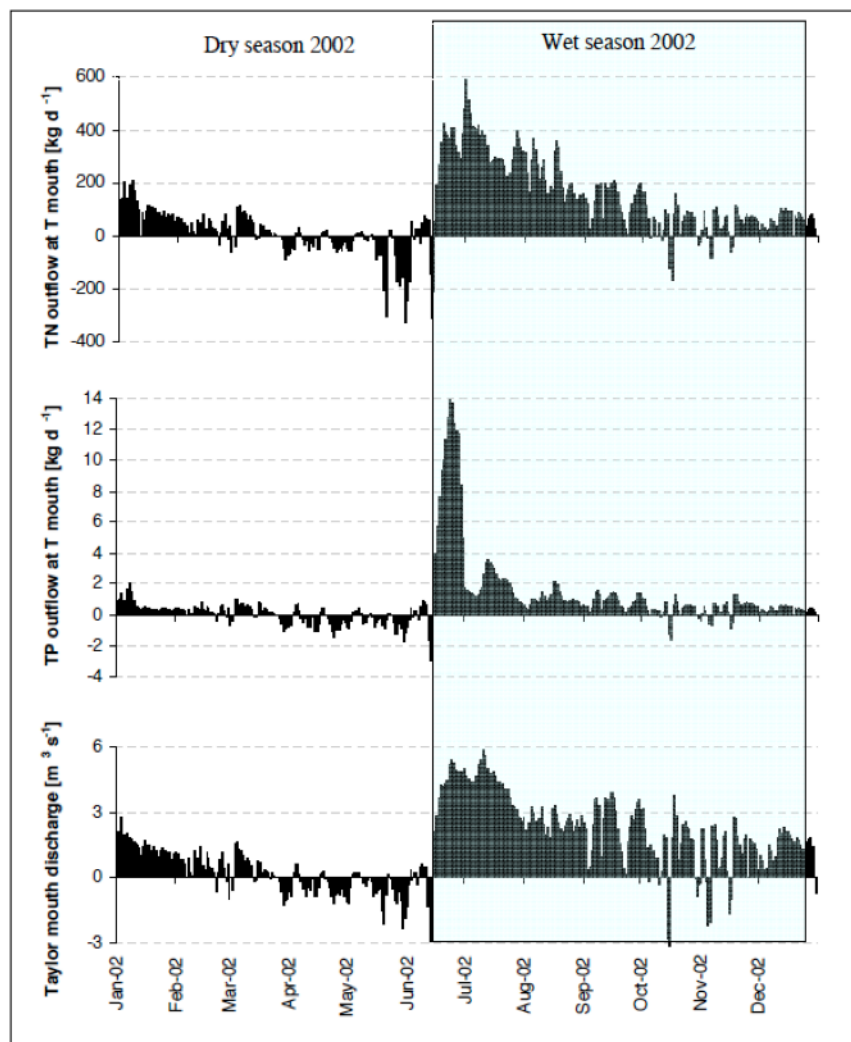 Dry season 2002
Wet season 2002
TN outflow at T mouth [kg d⁻¹]
600
400
200
0
-200
-400
TP outflow at T mouth [kg d⁻¹]
14
12
10
8
6
4
2
0
-2
-4
Taylor mouth discharge [m³ s⁻¹]
6
3
0
-3
Jan-02
Feb-02
Mar-02
Apr-02
May-02
Jun-02
Jul-02
Aug-02
Sep-02
Oct-02
Nov-02
Dec-02